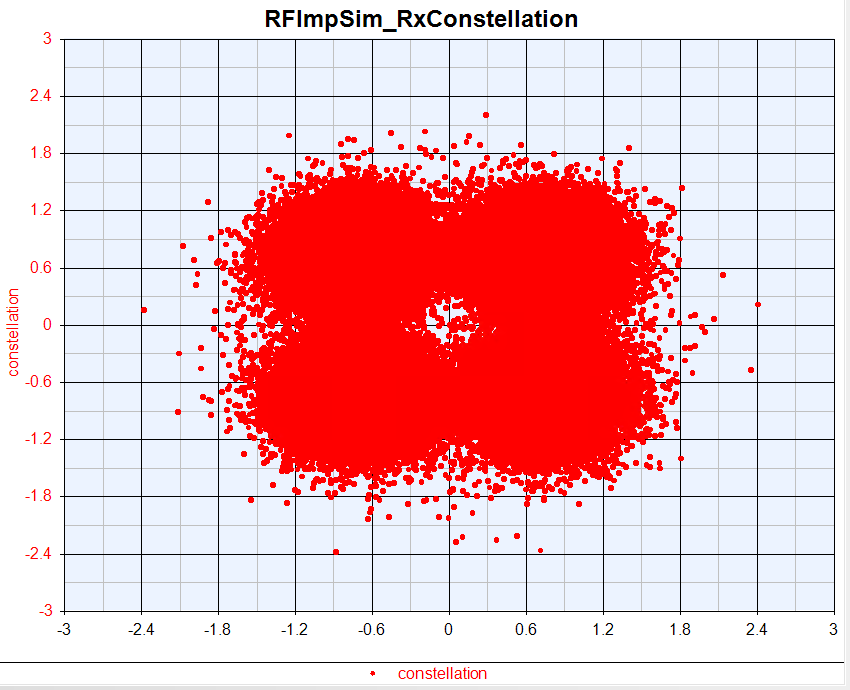 RFImpSim_RxConstellation
3
2.4
1.8
1.2
0.6
0
-0.6
-1.2
-1.8
-2.4
-3
constellation
-3 -2.4 -1.8 -1.2 -0.6 0 0.6 1.2 1.8 2.4 3
constellation